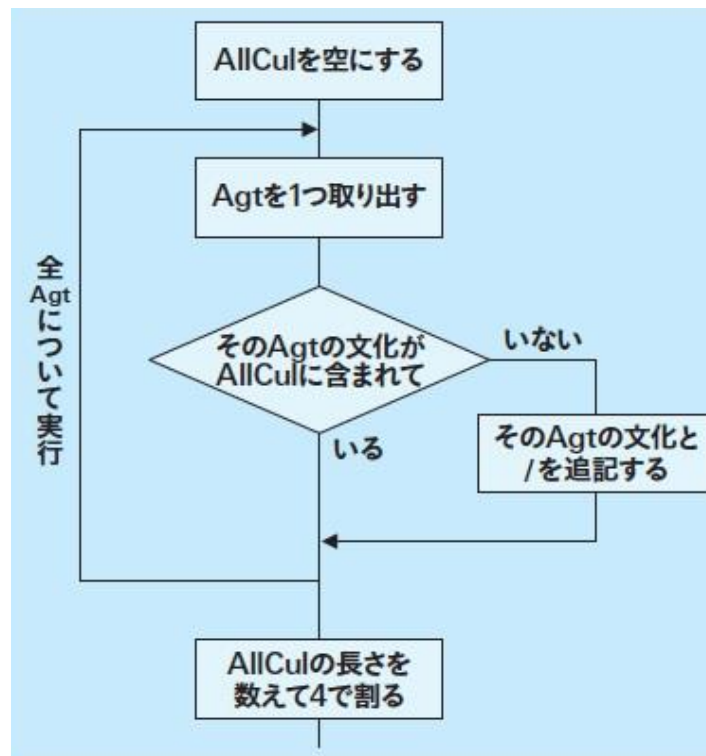 AllCulを空にする
Agtを1つ取り出す
全Agtについて実行
そのAgtの文化が
AllCulに含まれて
いない
いる
そのAgtの文化と
/を追記する
AllCulの長さを
数えて4で割る